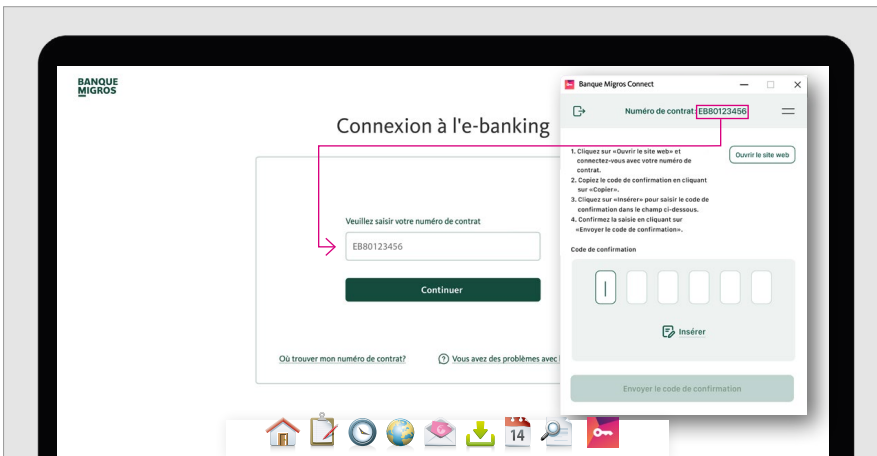 BANQUE
MIGROS
Connexion à l'e-banking
Veuillez saisir votre numéro de contrat
EB80123456
Continuer
Où trouver mon numéro de contrat?
Vous avez des problèmes avec
Banque Migros Connect
Numéro de contrat: EB80123456
1. Cliquez sur «Ouvrir le site web» et
connectez-vous avec votre numéro de
contrat.
2. Copiez le code de confirmation en cliquant
sur «Copier».
3. Cliquez sur «Insérer» pour saisir le code de
confirmation dans le champ ci-dessous.
4. Confirmez la saisie en cliquant sur
«Envoyer le code de confirmation».
Ouvrir le site web
Code de confirmation
Insérer
Envoyer le code de confirmation
14